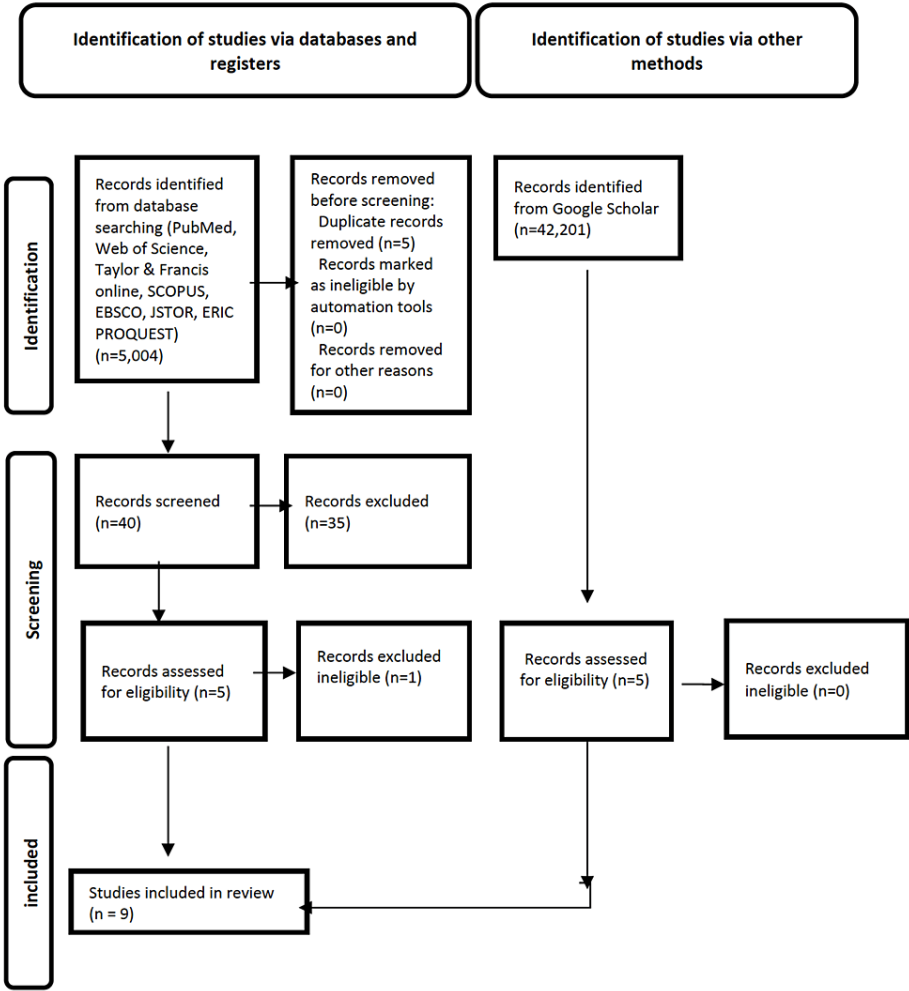 Identification of studies via databases and
registers
Identification of studies via other
methods
Identification
Records identified
from database
searching (PubMed,
Web of Science,
Taylor & Francis
online, SCOPUS,
EBSCO, JSTOR, ERIC
PROQUEST)
(n=5,004)
Records removed
before screening:
Duplicate records
removed (n=5)
Records marked
as ineligible by
automation tools
(n=0)
Records removed
for other reasons
(n=0)
Records identified
from Google Scholar
(n=42,201)
Screening
Records screened
(n=40)
Records excluded
(n=35)
Records assessed
for eligibility (n=5)
Records excluded
ineligible (n=1)
Records assessed
for eligibility (n=5)
Records excluded
ineligible (n=0)
included
Studies included in review
(n = 9)